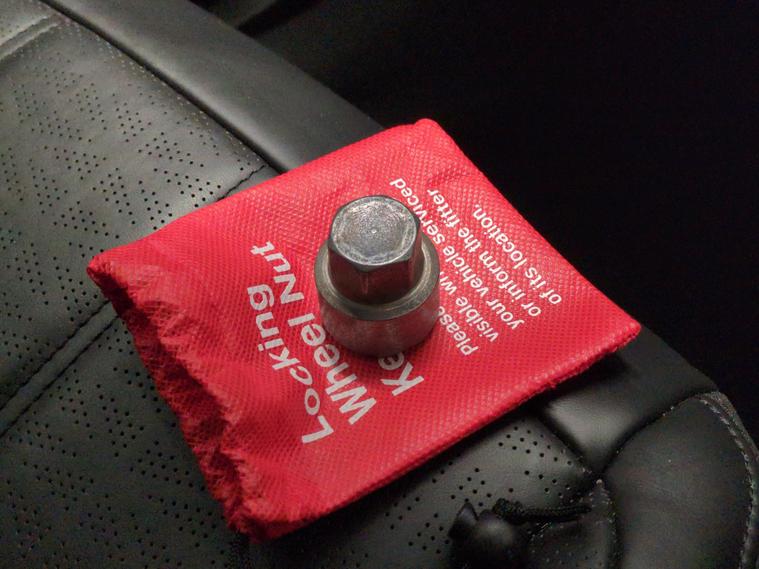 Locking
Wheel Nut
Ke
Please
visible w
your vehicle serviced
or inform the fitter
of its location.